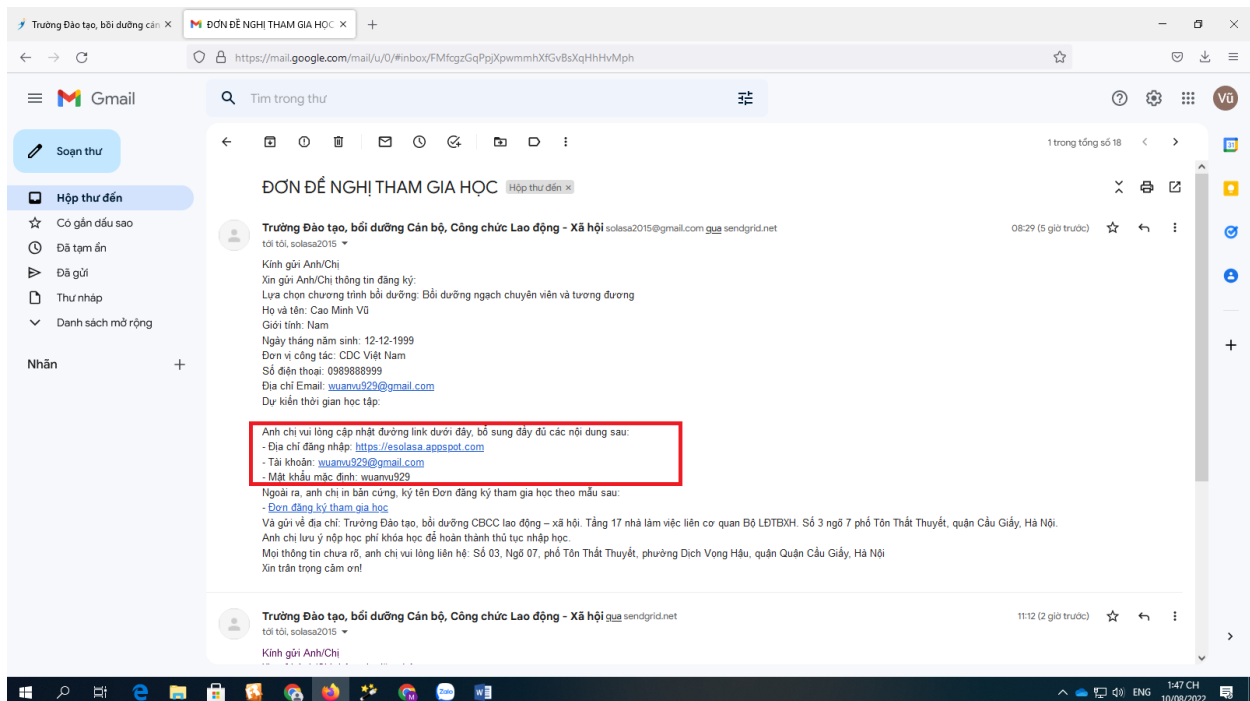 Trường Đào tạo, bồi dưỡng cán
ĐƠN ĐỀ NGHỊ THAM GIA HỌC
https://mail.google.com/mail/u/0/#inbox/FMfcgzGqPpjXpwmmhXfGvBsXqHhHvMph
Gmail
Tìm trong thư
Vũ
Soạn thư
1 trong tổng số 18
31
Hộp thư đến
Có gắn dấu sao
Đã tạm ẩn
Đã gửi
Thư nháp
Danh sách mở rộng
Nhãn
ĐƠN ĐỀ NGHỊ THAM GIA HỌC Hộp thư đến ×
Trường Đào tạo, bồi dưỡng Cán bộ, Công chức Lao động - Xã hội solasa2015@gmail.com qua sendgrid.net 08:29 (5 giờ trước)
tới tôi, solasa2015
Kính gửi Anh/Chị
Xin gửi Anh/Chị thông tin đăng ký:
Lựa chọn chương trình bồi dưỡng: Bồi dưỡng ngạch chuyên viên và tương đương
Họ và tên: Cao Minh Vũ
Giới tính: Nam
Ngày tháng năm sinh: 12-12-1999
Đơn vị công tác: CDC Việt Nam
Số điện thoại: 0989888999
Địa chỉ Email: wuanvu929@gmail.com
Dự kiến thời gian học tập:
Anh chị vui lòng cập nhật đường link dưới đây, bổ sung đầy đủ các nội dung sau:
- Địa chỉ đăng nhập: https://esolasa.appspot.com
- Tài khoản: wuanvu929@gmail.com
- Mật khẩu mặc định: wuanvu929
Ngoài ra, anh chị in bản cứng, ký tên Đơn đăng ký tham gia học theo mẫu sau:
- Đơn đăng ký tham gia học
Và gửi về địa chỉ: Trường Đào tạo, bồi dưỡng CBCC lao động – xã hội. Tầng 17 nhà làm việc liên cơ quan Bộ LĐTBXH. Số 3 ngõ 7 phố Tôn Thất Thuyết, quận Cầu Giấy, Hà Nội.
Anh chị lưu ý nộp học phí khóa học để hoàn thành thủ tục nhập học.
Mọi thông tin chưa rõ, anh chị vui lòng liên hệ: Số 03, Ngõ 07, phố Tôn Thất Thuyết, phường Dịch Vọng Hậu, quận Quận Cầu Giấy, Hà Nội
Xin trân trọng cảm ơn!
Trường Đào tạo, bồi dưỡng Cán bộ, Công chức Lao động - Xã hội qua sendgrid.net 11:12 (2 giờ trước)
tới tôi, solasa2015
Kính gửi Anh/Chị
Zalo
ENG
1:47 CH
10/08/2022